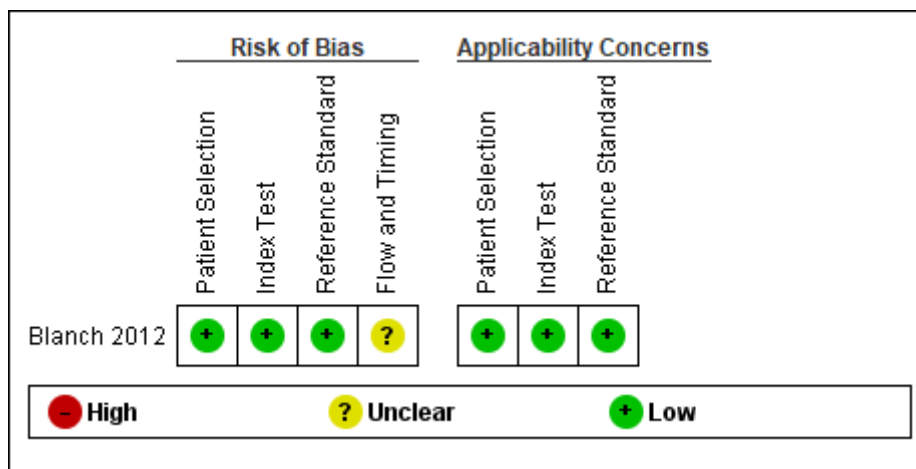 Risk of Bias Applicability Concerns
Patient Selection
Index Test
Reference Standard
Flow and Timing
Patient Selection
Index Test
Reference Standard
Blanch 2012 + + + ? + + +
- High ? Unclear + Low